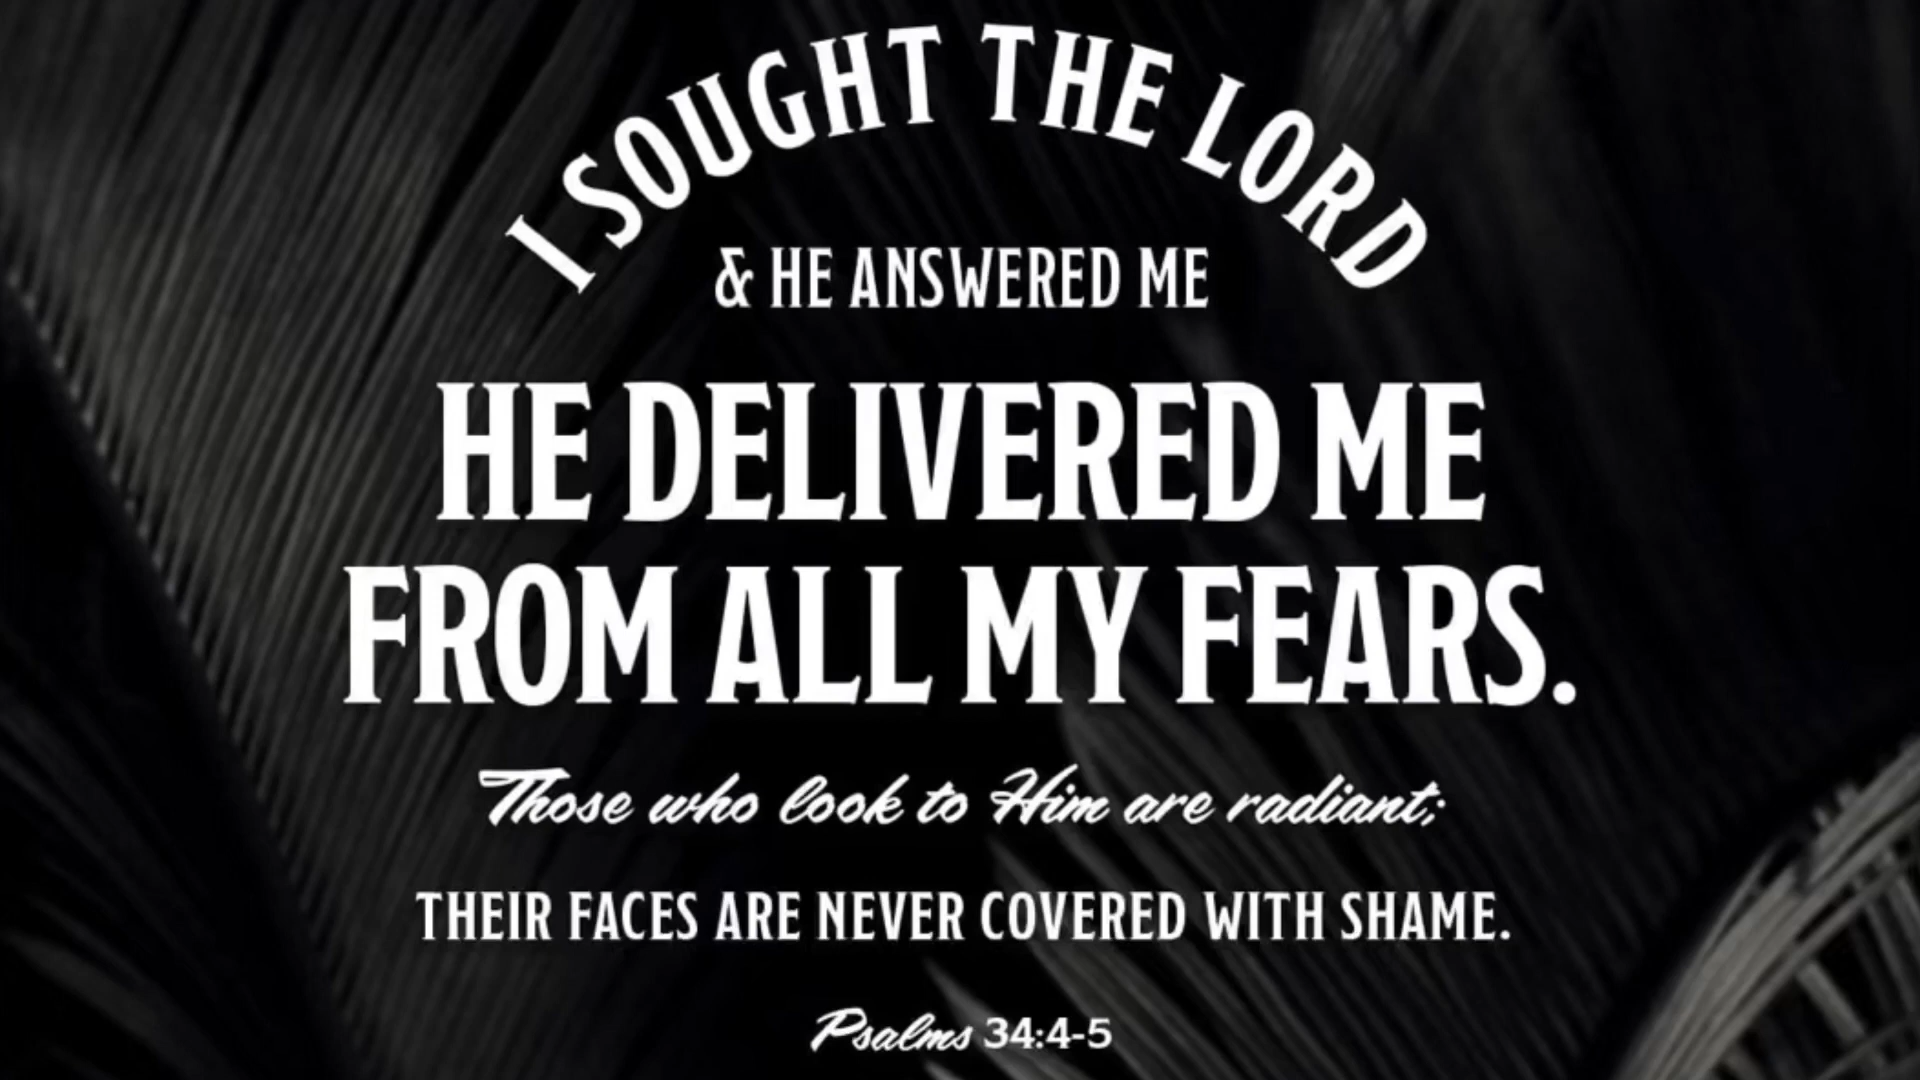 I SOUGHT THE LORD
& HE ANSWERED ME
HE DELIVERED ME
FROM ALL MY FEARS.
Those who look to Him are radiant;
THEIR FACES ARE NEVER COVERED WITH SHAME.
Psalms 34:4-5